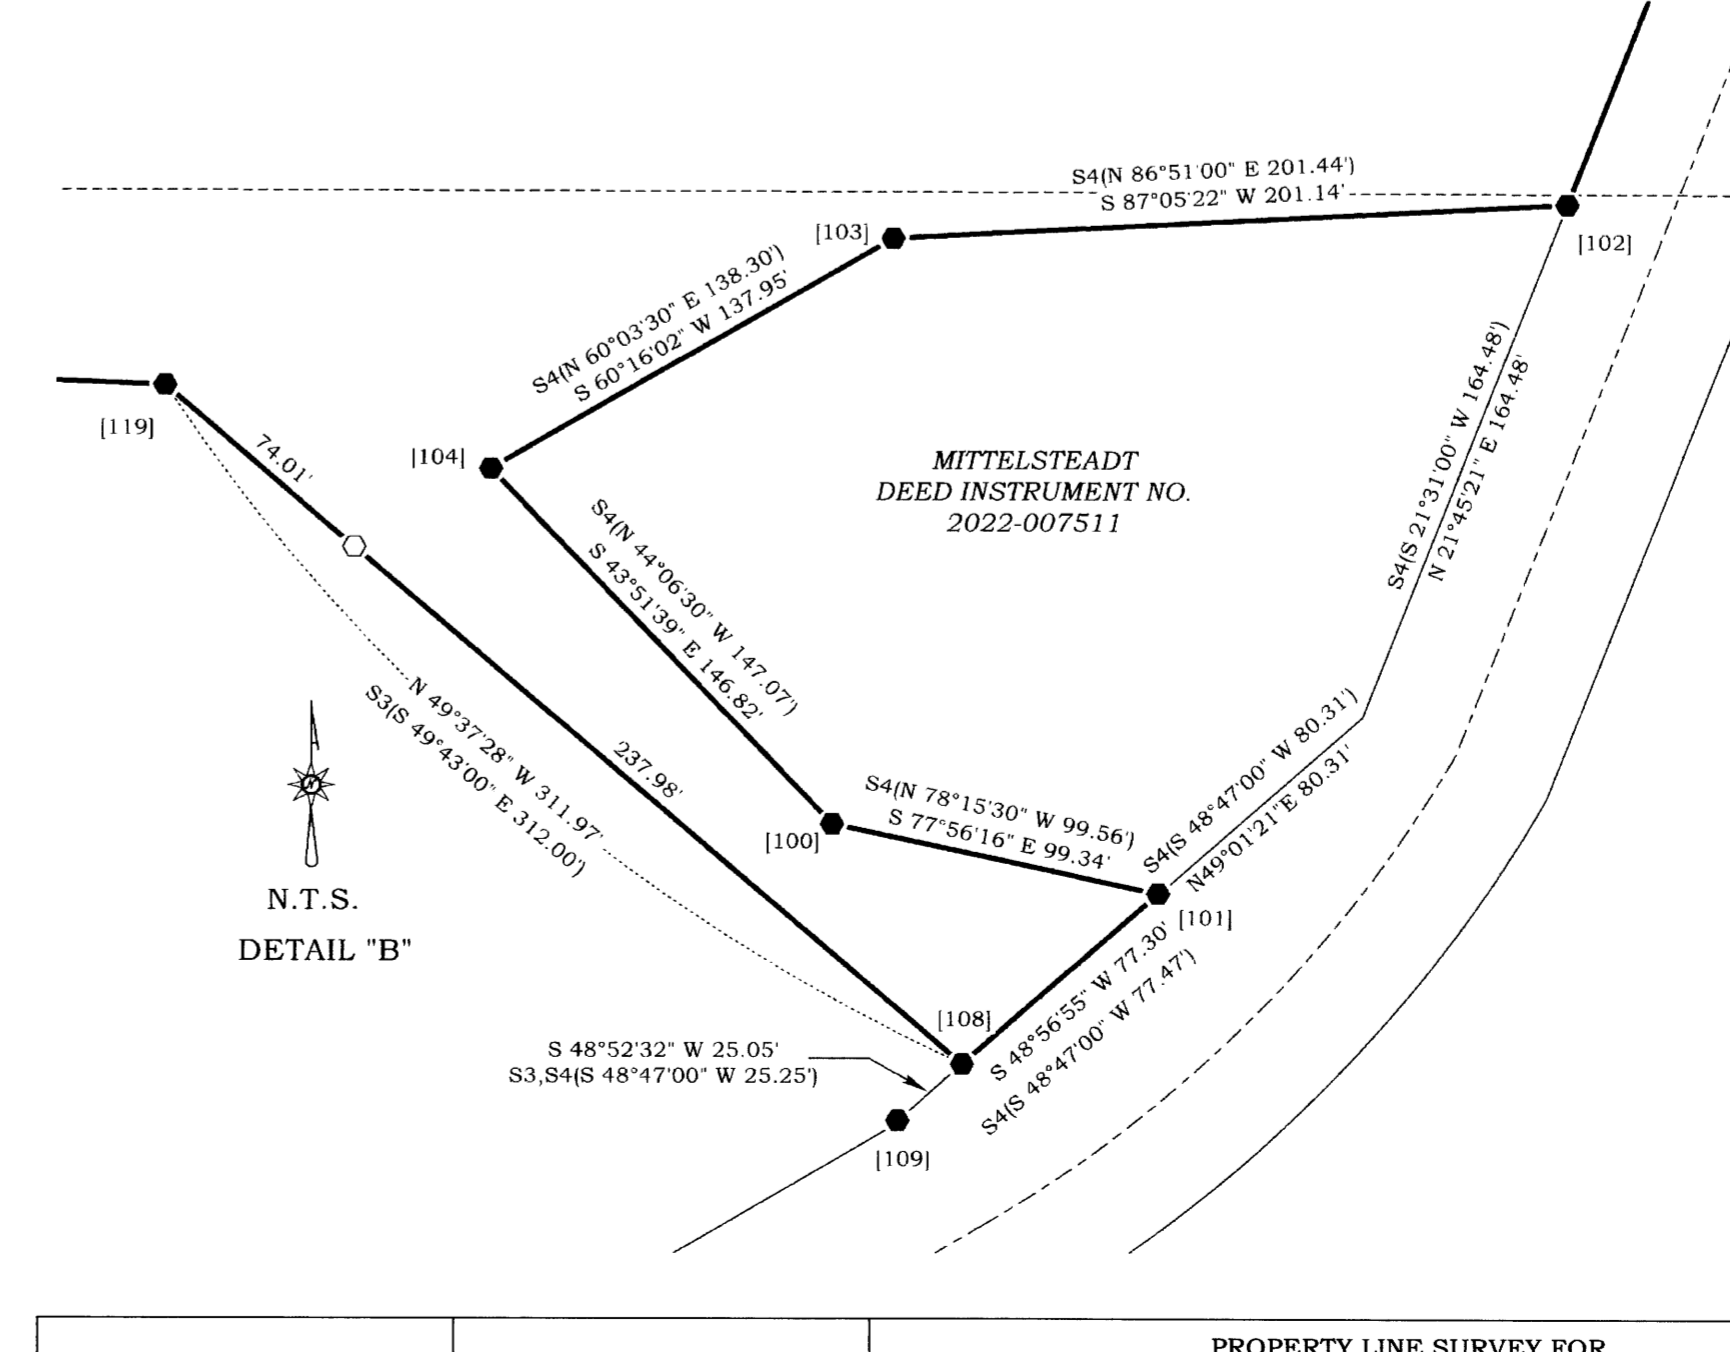 S4(N 86°51'00" E 201.44')
S 87°05'22" W 201.14'
[103]
[102]
S4(N 60°03'30" E 138.30')
S 60°16'02" W 137.95'
[119]
74.01'
[104]
MITTELSTEADT
DEED INSTRUMENT NO.
2022-007511
S4(S 21°31'00" W 164.48')
N 21°45'21" E 164.48'
S4(N 44°06'30" W 147.07')
S 43°51'39" E 146.82'
N 49°37'28" W 311.97'
S3(S 49°43'00" E 312.00')
237.98'
S4(N 78°15'30" W 99.56')
S 77°56'16" E 99.34'
[100]
S4(S 48°47'00" W 80.31')
N49°01'21"E 80.31'
[101]
N.T.S.
DETAIL "B"
[108]
S 48°56'55" W 77.30'
S4(S 48°47'00" W 77.47')
S 48°52'32" W 25.05'
S3,S4(S 48°47'00" W 25.25')
[109]
PROPERTY LINE SURVEY FOR